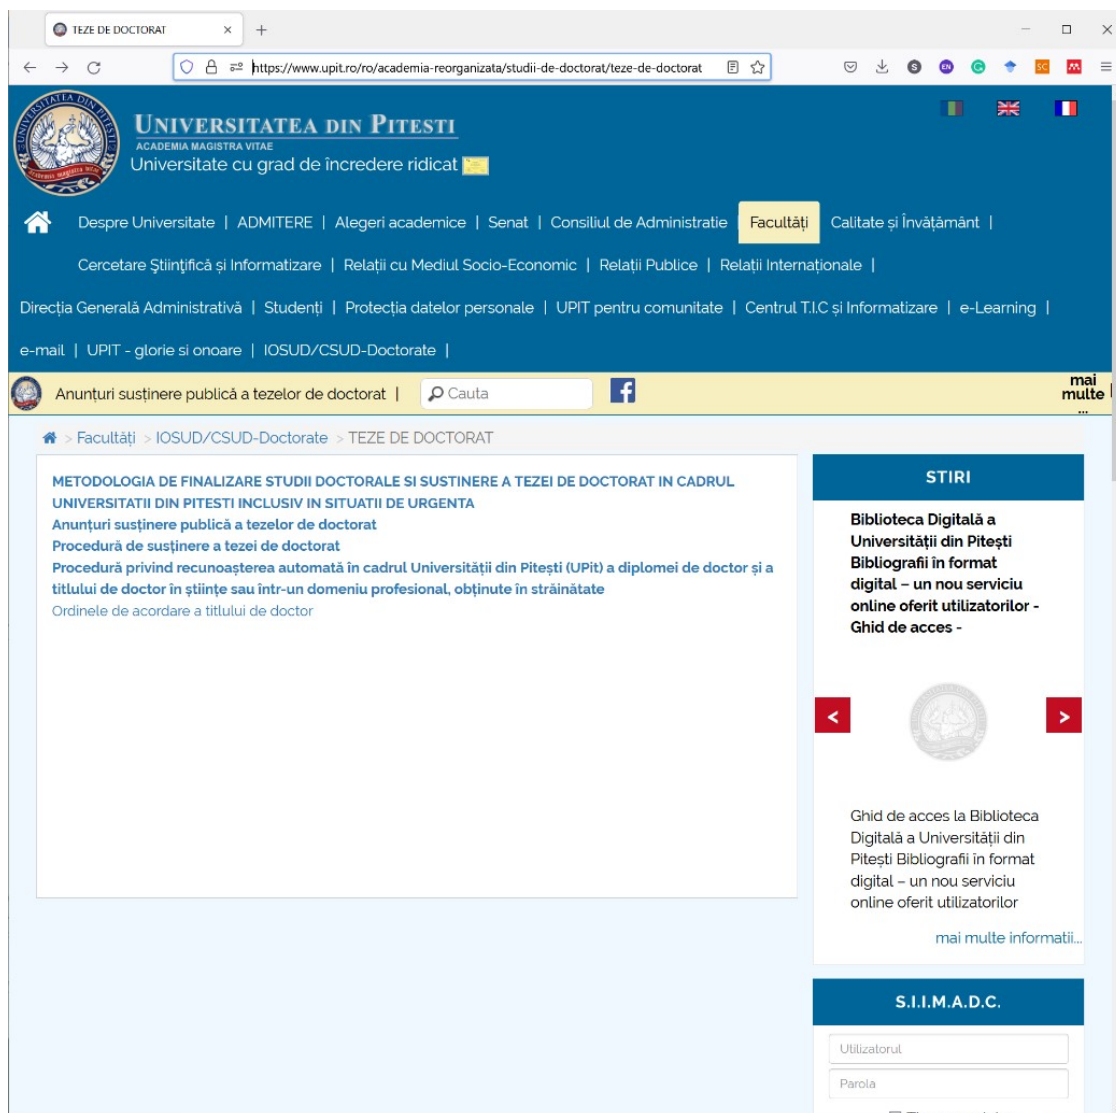 TEZE DE DOCTORAT
https://www.upit.ro/ro/academia-reorganizata/studii-de-doctorat/teze-de-doctorat
UNIVERSITATEA DIN PITESTI
ACADEMIA MAGISTRA VITAE
Universitate cu grad de încredere ridicat
Despre Universitate | ADMITERE | Alegeri academice | Senat | Consiliul de Administratie | Facultăți Calitate și Învățământ |
Cercetare Ştiinţifică și Informatizare | Relații cu Mediul Socio-Economic | Relații Publice | Relații Internaționale |
Direcția Generală Administrativă | Studenți | Protecția datelor personale | UPIT pentru comunitate | Centrul T.I.C și Informatizare | e-Learning |
e-mail | UPIT - glorie si onoare | IOSUD/CSUD-Doctorate |
Anunțuri susținere publică a tezelor de doctorat |
Cauta
mai
multe |
...
> Facultăți > IOSUD/CSUD-Doctorate > TEZE DE DOCTORAT
METODOLOGIA DE FINALIZARE STUDII DOCTORALE SI SUSTINERE A TEZEI DE DOCTORAT IN CADRUL
UNIVERSITATII DIN PITESTI INCLUSIV IN SITUATII DE URGENTA
Anunțuri susținere publică a tezelor de doctorat
Procedură de susținere a tezei de doctorat
Procedură privind recunoașterea automată în cadrul Universității din Pitești (UPit) a diplomei de doctor și a
titlului de doctor în științe sau într-un domeniu profesional, obținute în străinătate
Ordinele de acordare a titlului de doctor
STIRI
Biblioteca Digitală a
Universității din Pitești
Bibliografii în format
digital – un nou serviciu
online oferit utilizatorilor -
Ghid de acces -
<
>
Ghid de acces la Biblioteca
Digitală a Universității din
Pitești Bibliografii în format
digital – un nou serviciu
online oferit utilizatorilor
mai multe informatii...
S.I.I.M.A.D.C.
Utilizatorul
Parola